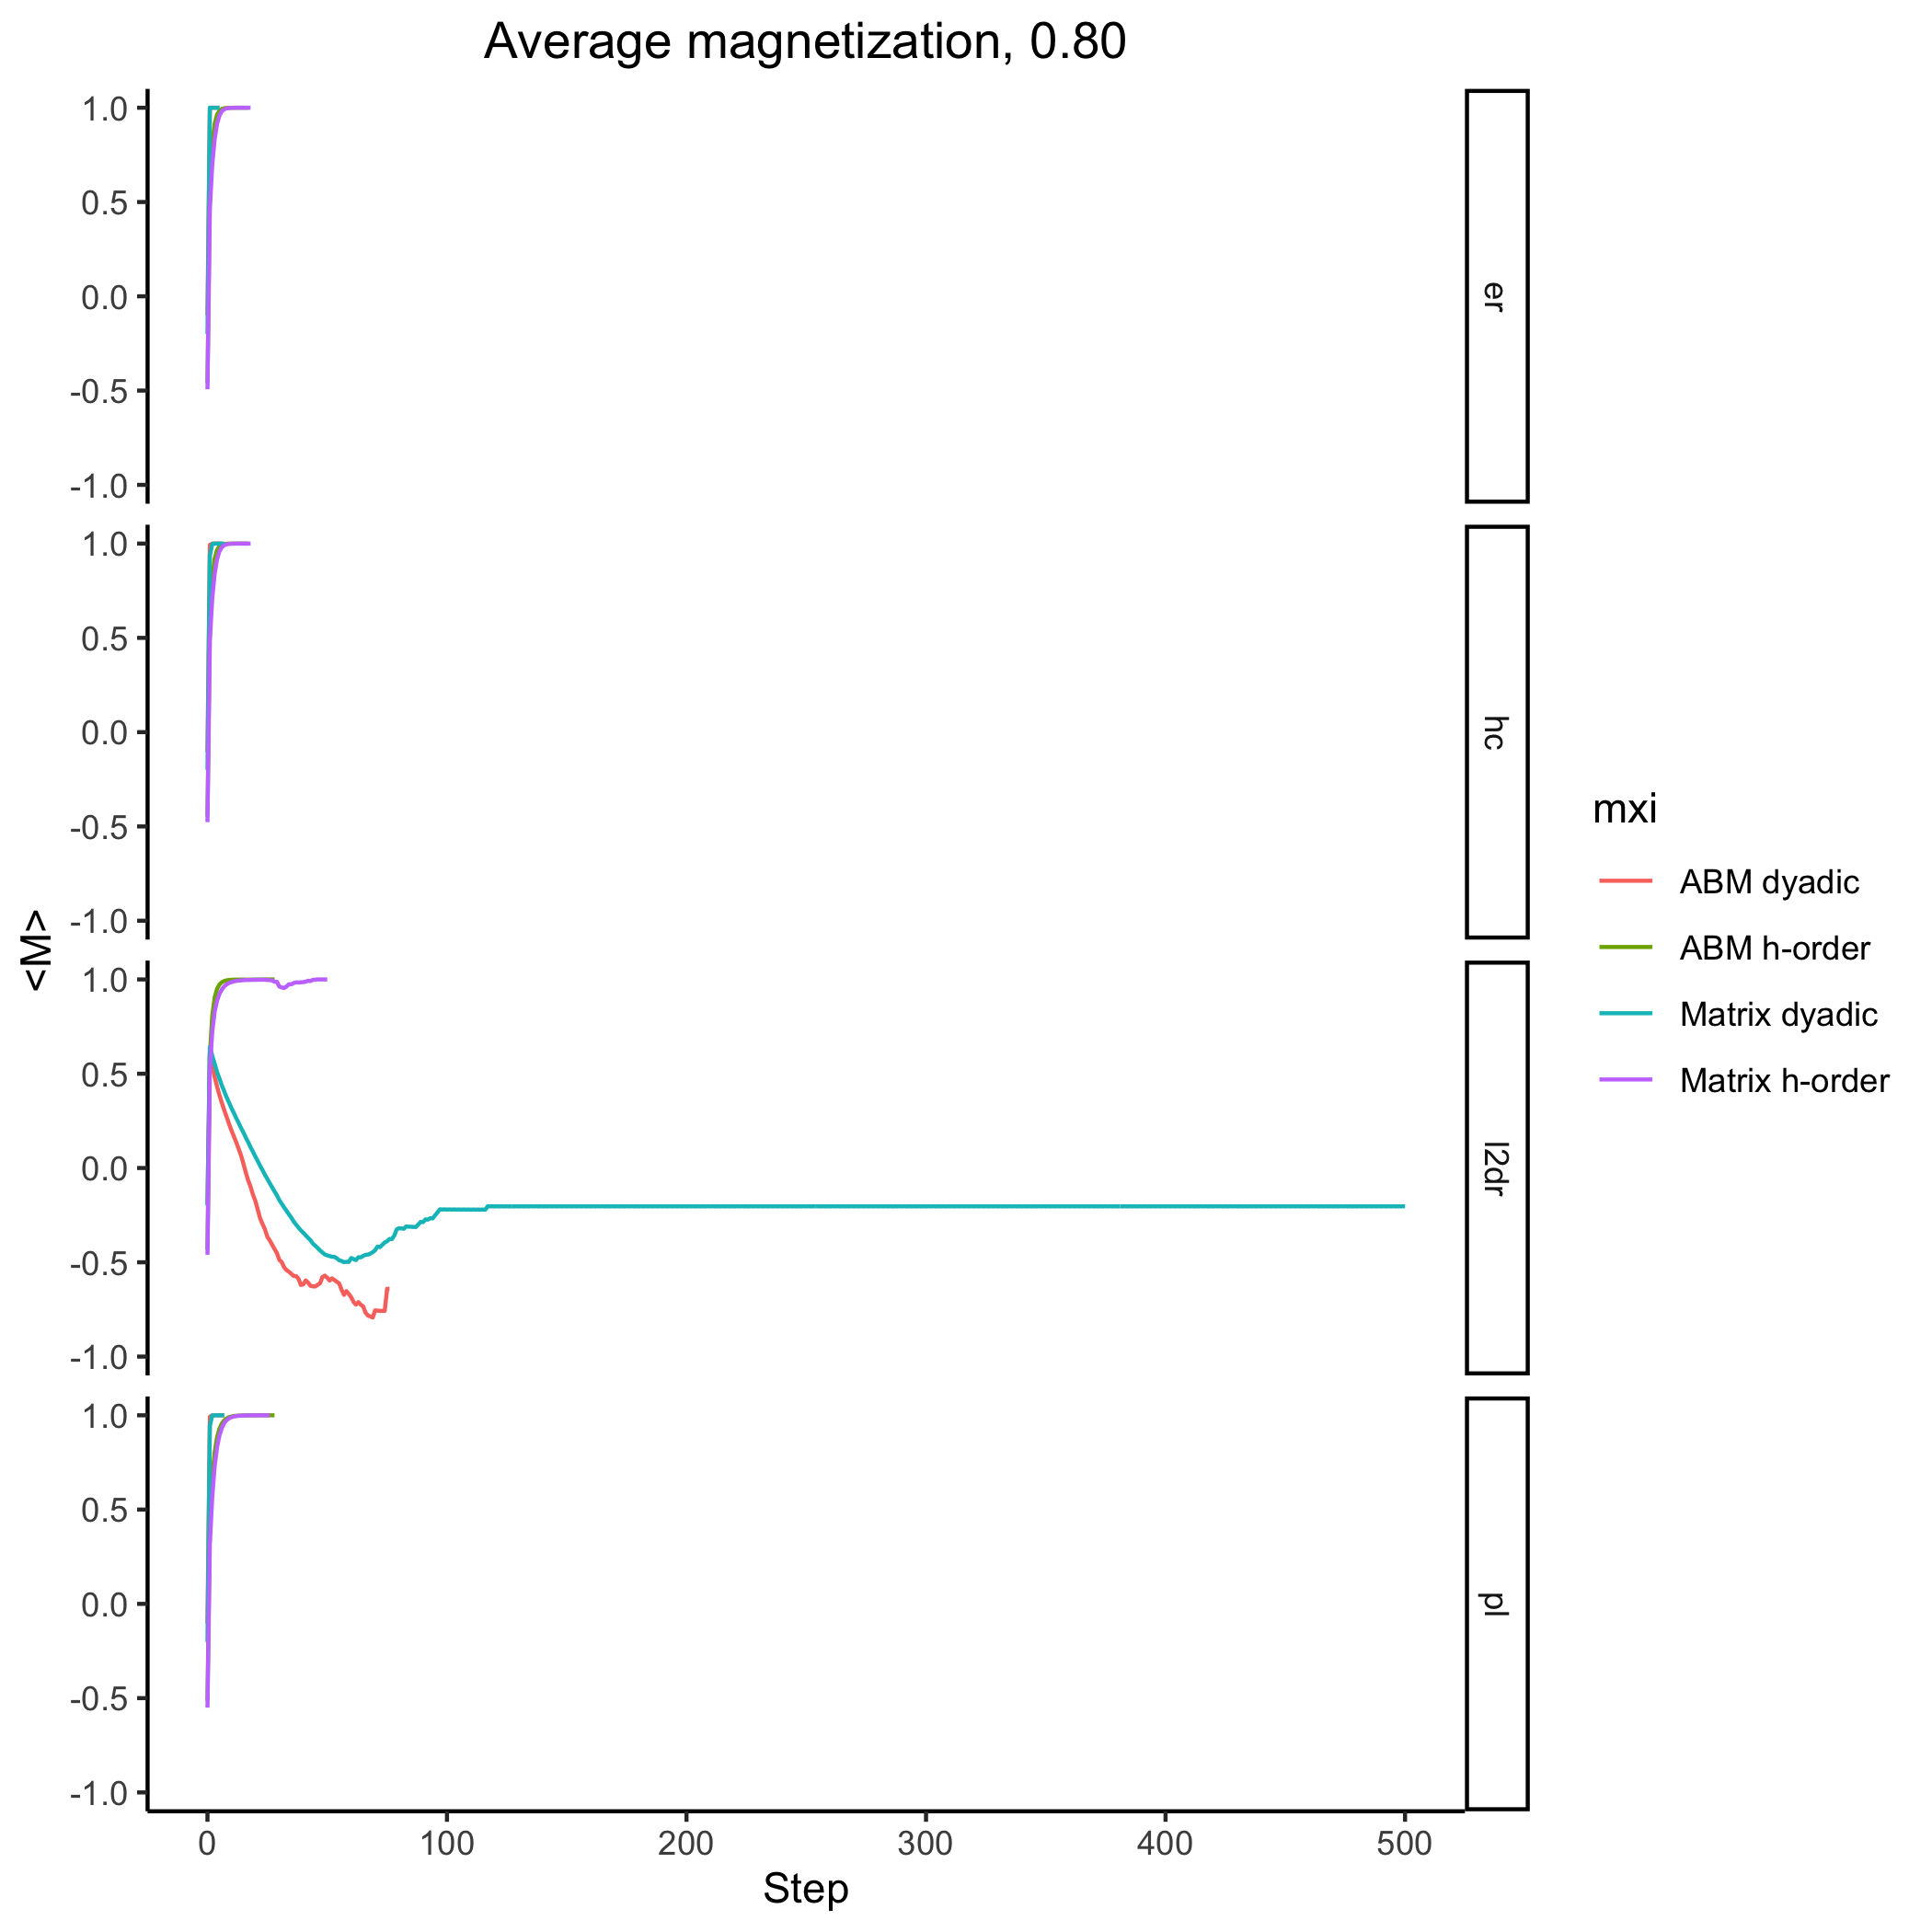 Average magnetization, 0.80
<M>
1.0
0.5
0.0
-0.5
-1.0
er
1.0
0.5
0.0
-0.5
-1.0
hc
1.0
0.5
0.0
-0.5
-1.0
l2dr
1.0
0.5
0.0
-0.5
-1.0
pl
0 100 200 300 400 500
Step
mxi
ABM dyadic
ABM h-order
Matrix dyadic
Matrix h-order